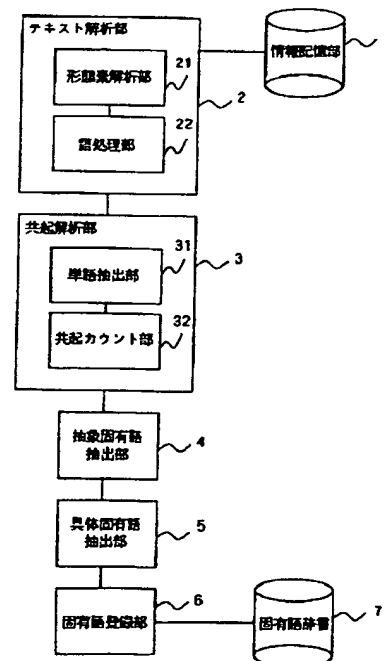 テキスト解析部
情報記憶部
形態素解析部
21
2
語処理部
22
共起解析部
単語抽出部
31
3
共起カウント部
32
抽象固有語
抽出部
4
具体固有語
抽出部
5
固有語登録部
6
固有語辞書
7